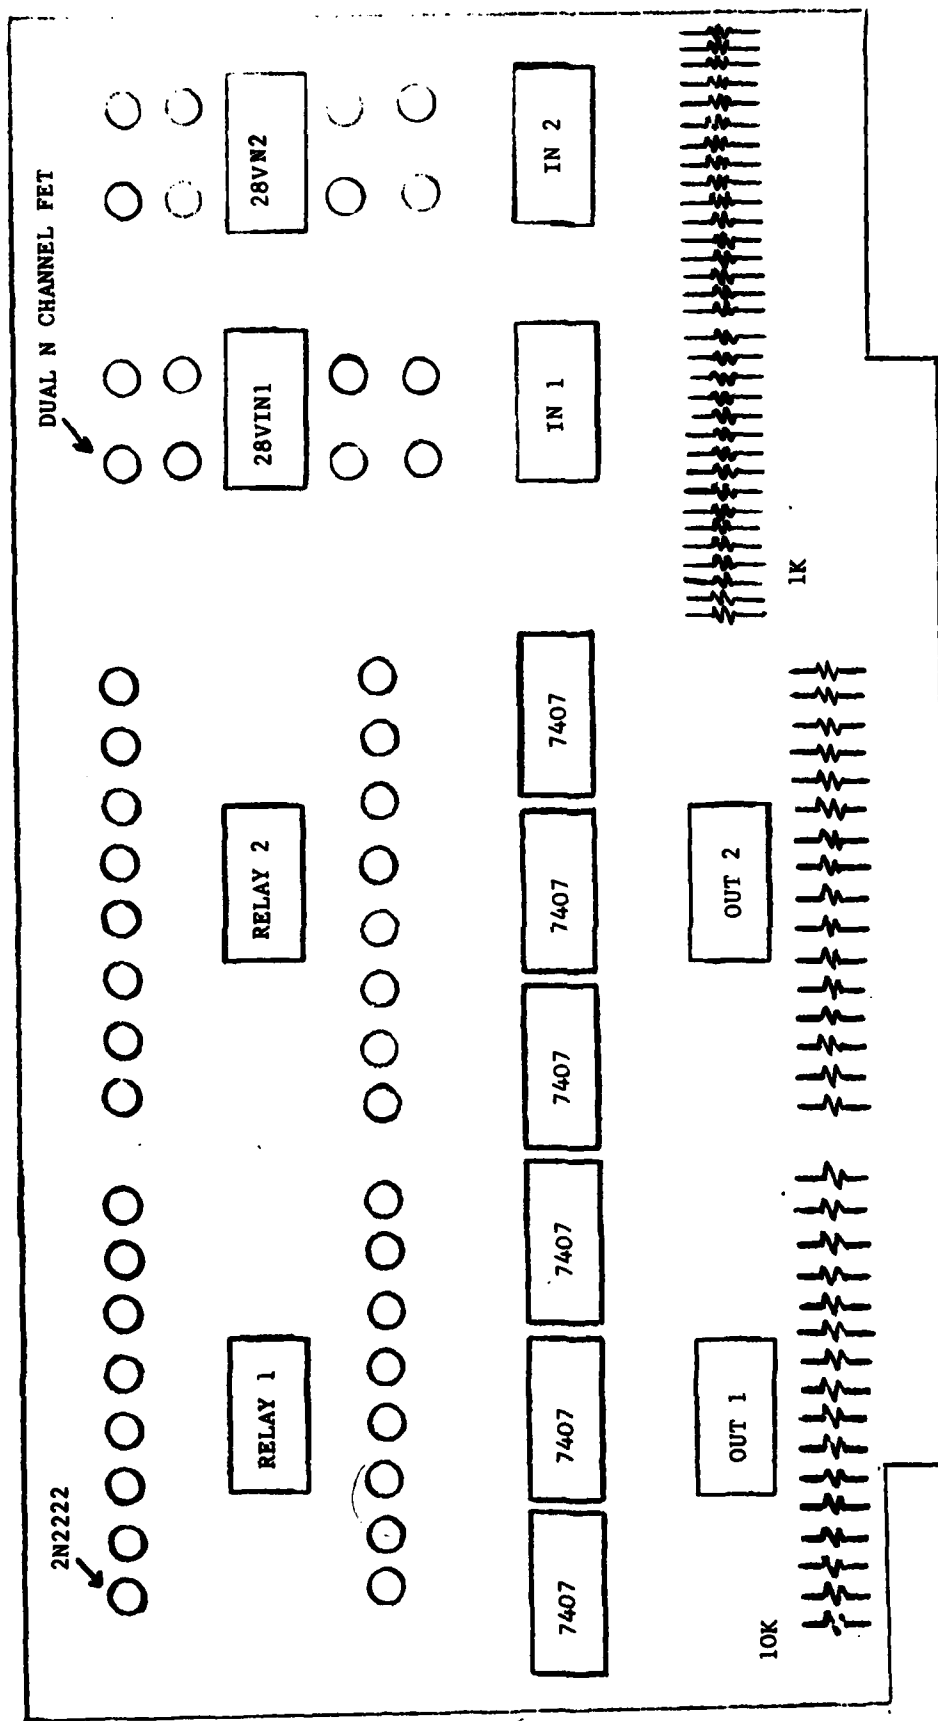 2N2222
DUAL N CHANNEL FET
RELAY 1
RELAY 2
28VIN1
28VN2
7407
7407
7407
7407
7407
7407
IN 1
IN 2
OUT 1
OUT 2
10K
1K